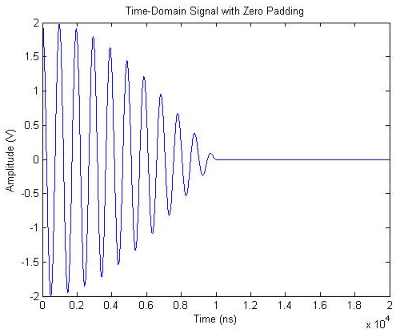 Time-Domain Signal with Zero Padding
2
1.5
1
0.5
0
-0.5
-1
-1.5
-2
Amplitude (V)
0 0.2 0.4 0.6 0.8 1 1.2 1.4 1.6 1.8 2
Time (ns)
x 10^4